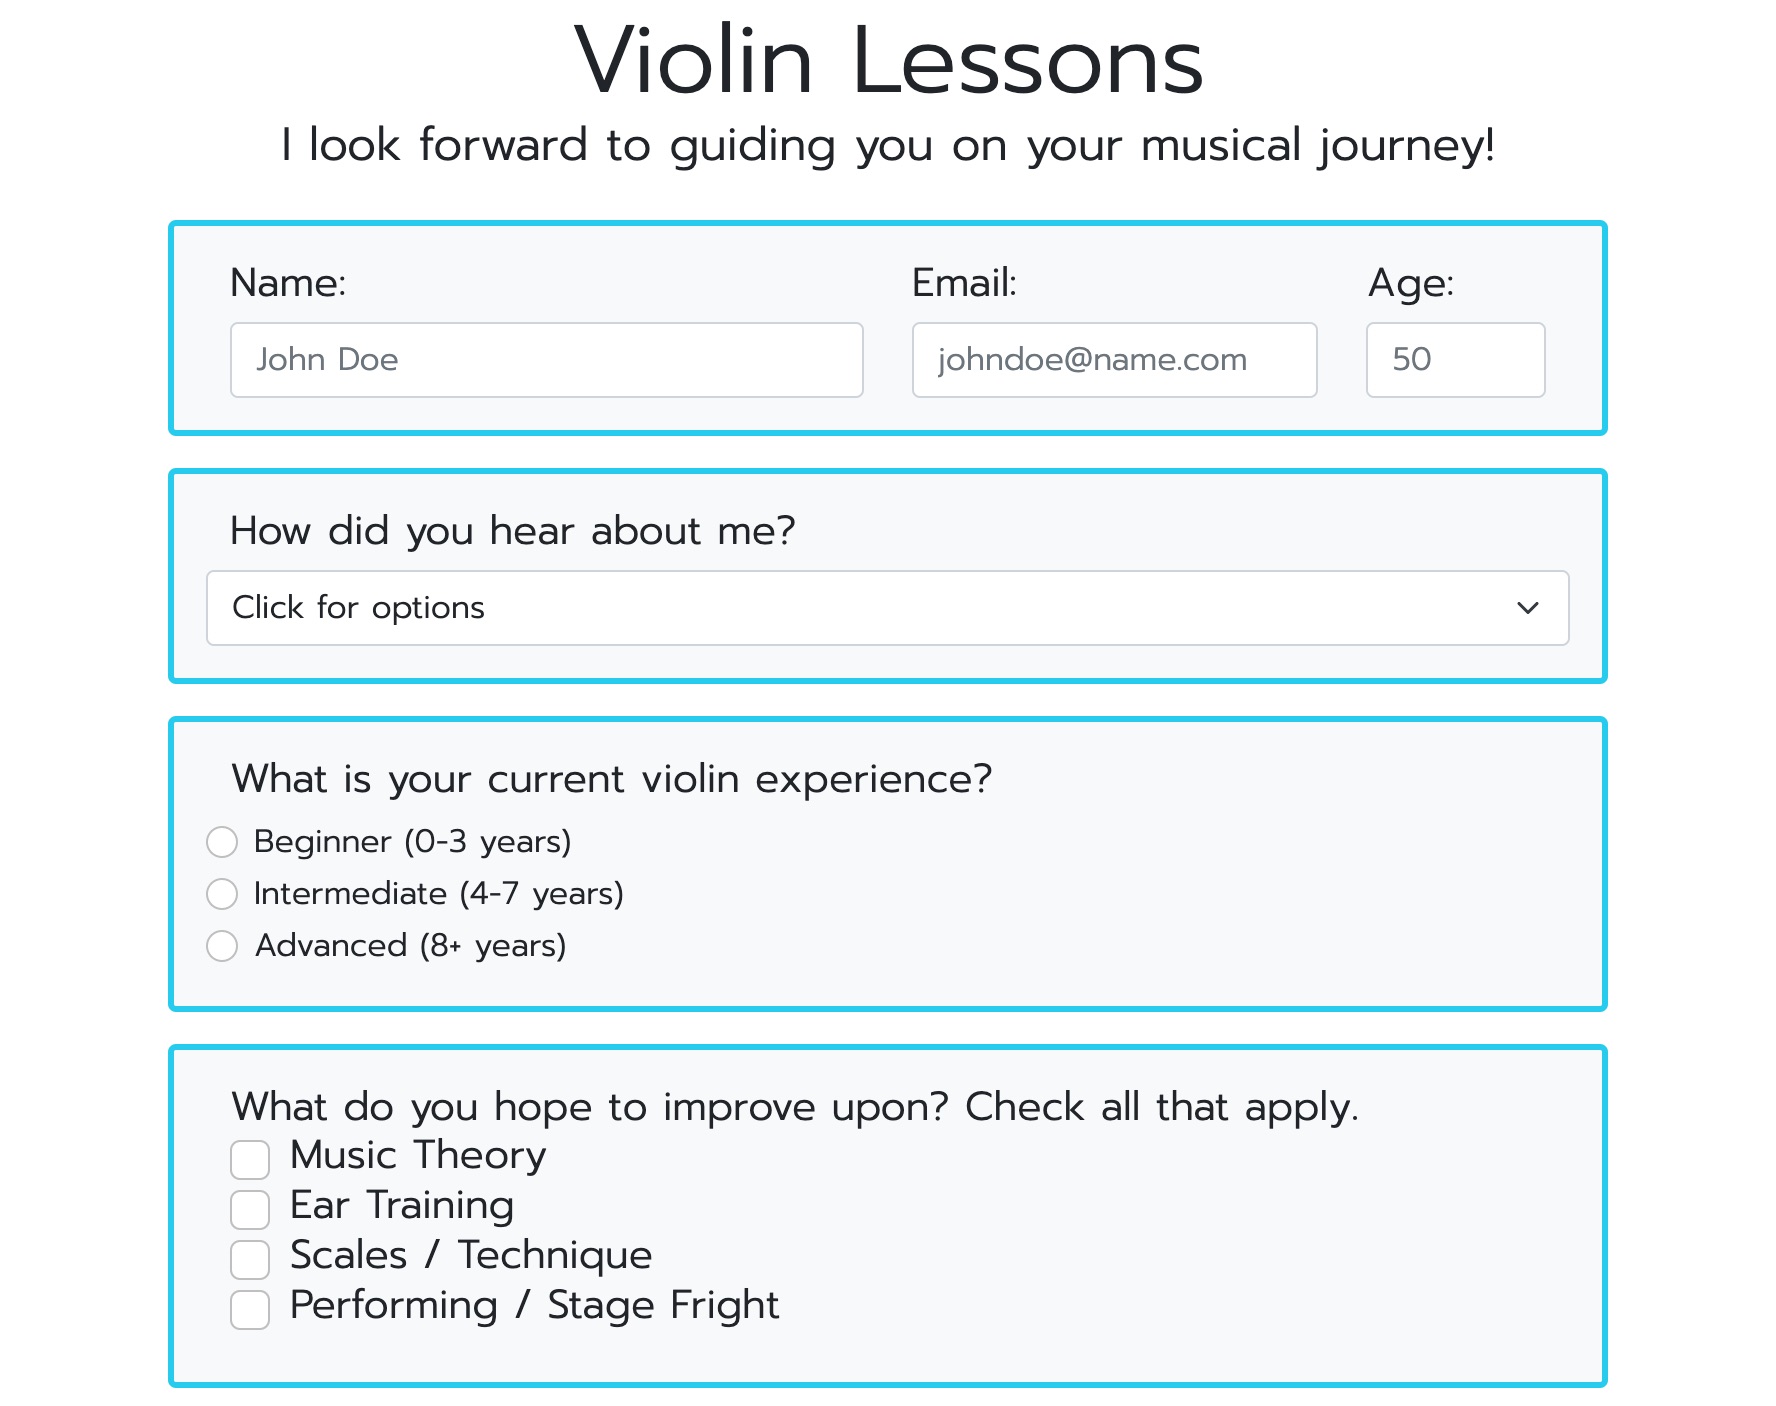 Violin Lessons
I look forward to guiding you on your musical journey!
Name: Email: Age:
John Doe johndoe@name.com 50
How did you hear about me?
Click for options
What is your current violin experience?
Beginner (0-3 years)
Intermediate (4-7 years)
Advanced (8+ years)
What do you hope to improve upon? Check all that apply.
Music Theory
Ear Training
Scales / Technique
Performing / Stage Fright